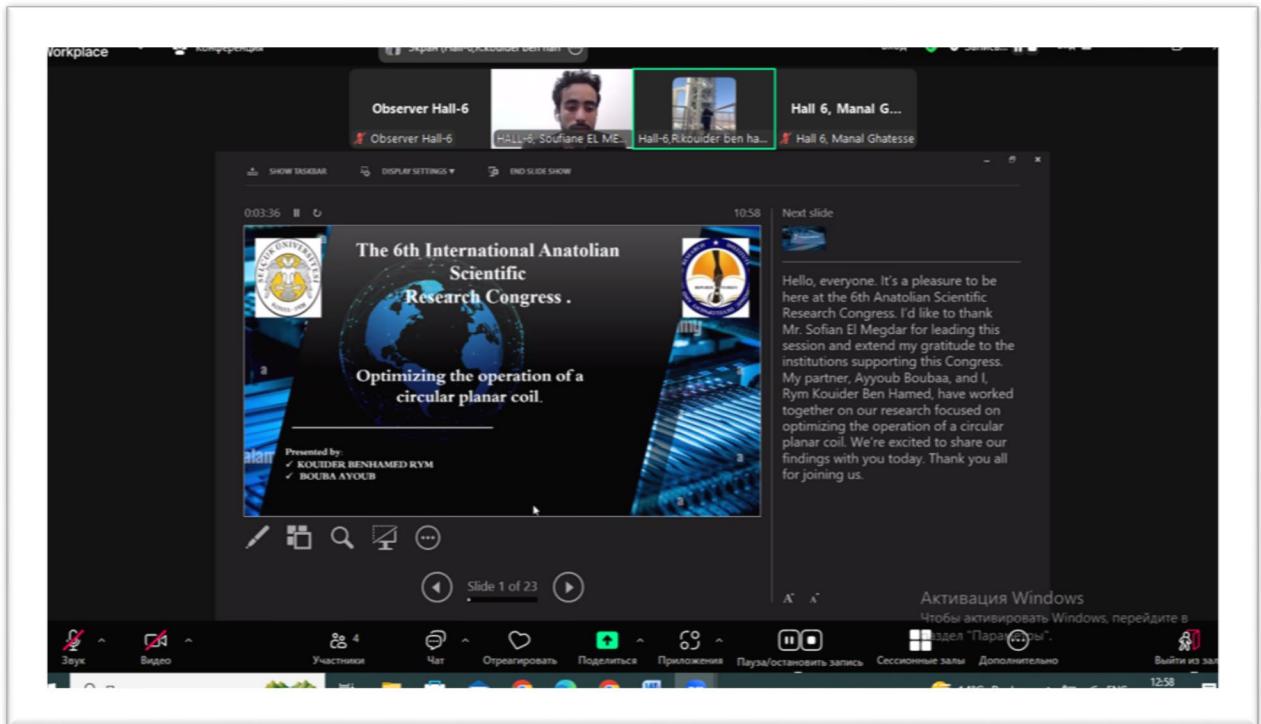 Workplace
Конференция
Observer Hall-6
Observer Hall-6
HALL-6, Soufiane EL ME...
Hall-6,R.kouider ben ha...
Hall 6, Manal G...
Hall 6, Manal Ghatesse
SHOW TASKBAR
DISPLAY SETTINGS
END SLIDE SHOW
0:03:36
10:58
The 6th International Anatolian
Scientific
Research Congress .
Optimizing the operation of a
circular planar coil.
Presented by:
✓ KOUIDER BENHAMED RYM
✓ BOUBA AYOUB
a
a
a
a
Slide 1 of 23
Next slide
Hello, everyone. It's a pleasure to be
here at the 6th Anatolian Scientific
Research Congress. I'd like to thank
Mr. Sofian El Megdar for leading this
session and extend my gratitude to the
institutions supporting this Congress.
My partner, Ayyoub Boubaa, and I,
Rym Kouider Ben Hamed, have worked
together on our research focused on
optimizing the operation of a circular
planar coil. We're excited to share our
findings with you today. Thank you all
for joining us.
A A
Активация Windows
Чтобы активировать Windows, перейдите в
раздел "Параметры".
Звук
Видео
Участники
4
Чат
Отреагировать
Поделиться
Приложения
Пауза/остановить запись
Сессионные залы
Дополнительно
12:58